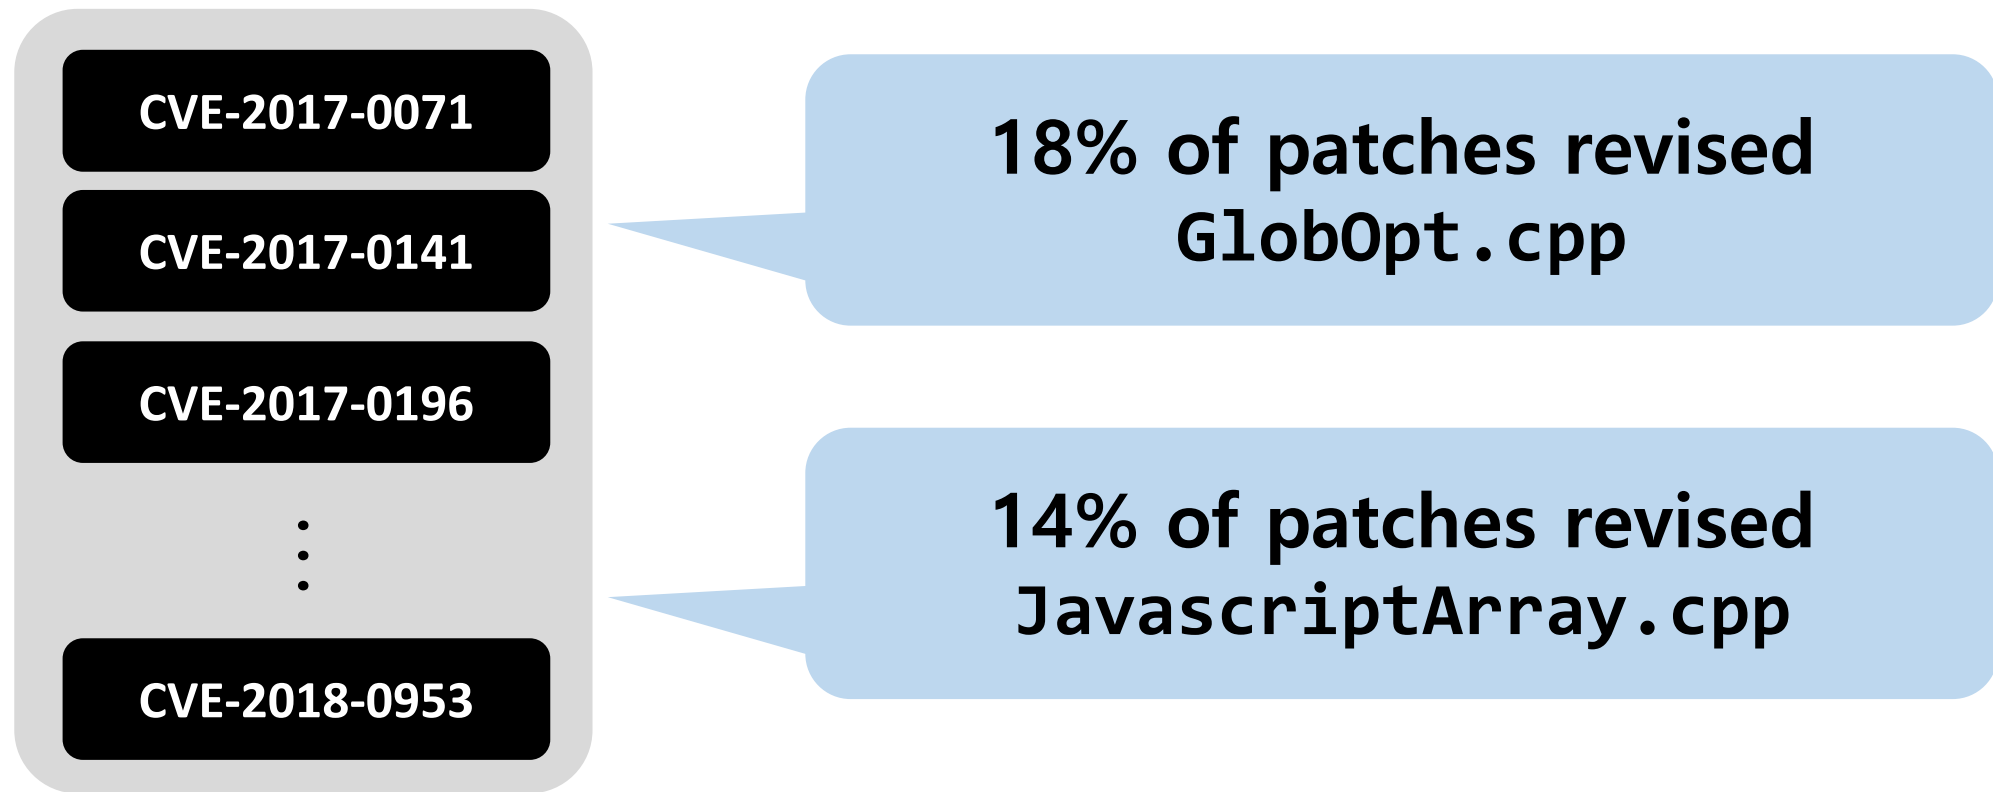 CVE-2017-0071
CVE-2017-0141
CVE-2017-0196
CVE-2018-0953
18% of patches revised
GlobOpt.cpp
14% of patches revised
JavascriptArray.cpp